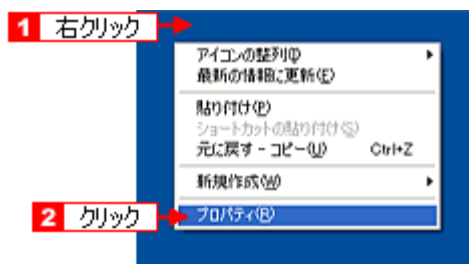 1 右クリック
アイコンの整列(I)
最新の情報に更新(E)
貼り付け(P)
ショートカットの貼り付け(S)
元に戻す - コピー(U) Ctrl+Z
新規作成(W)
2 クリック
プロパティ(R)